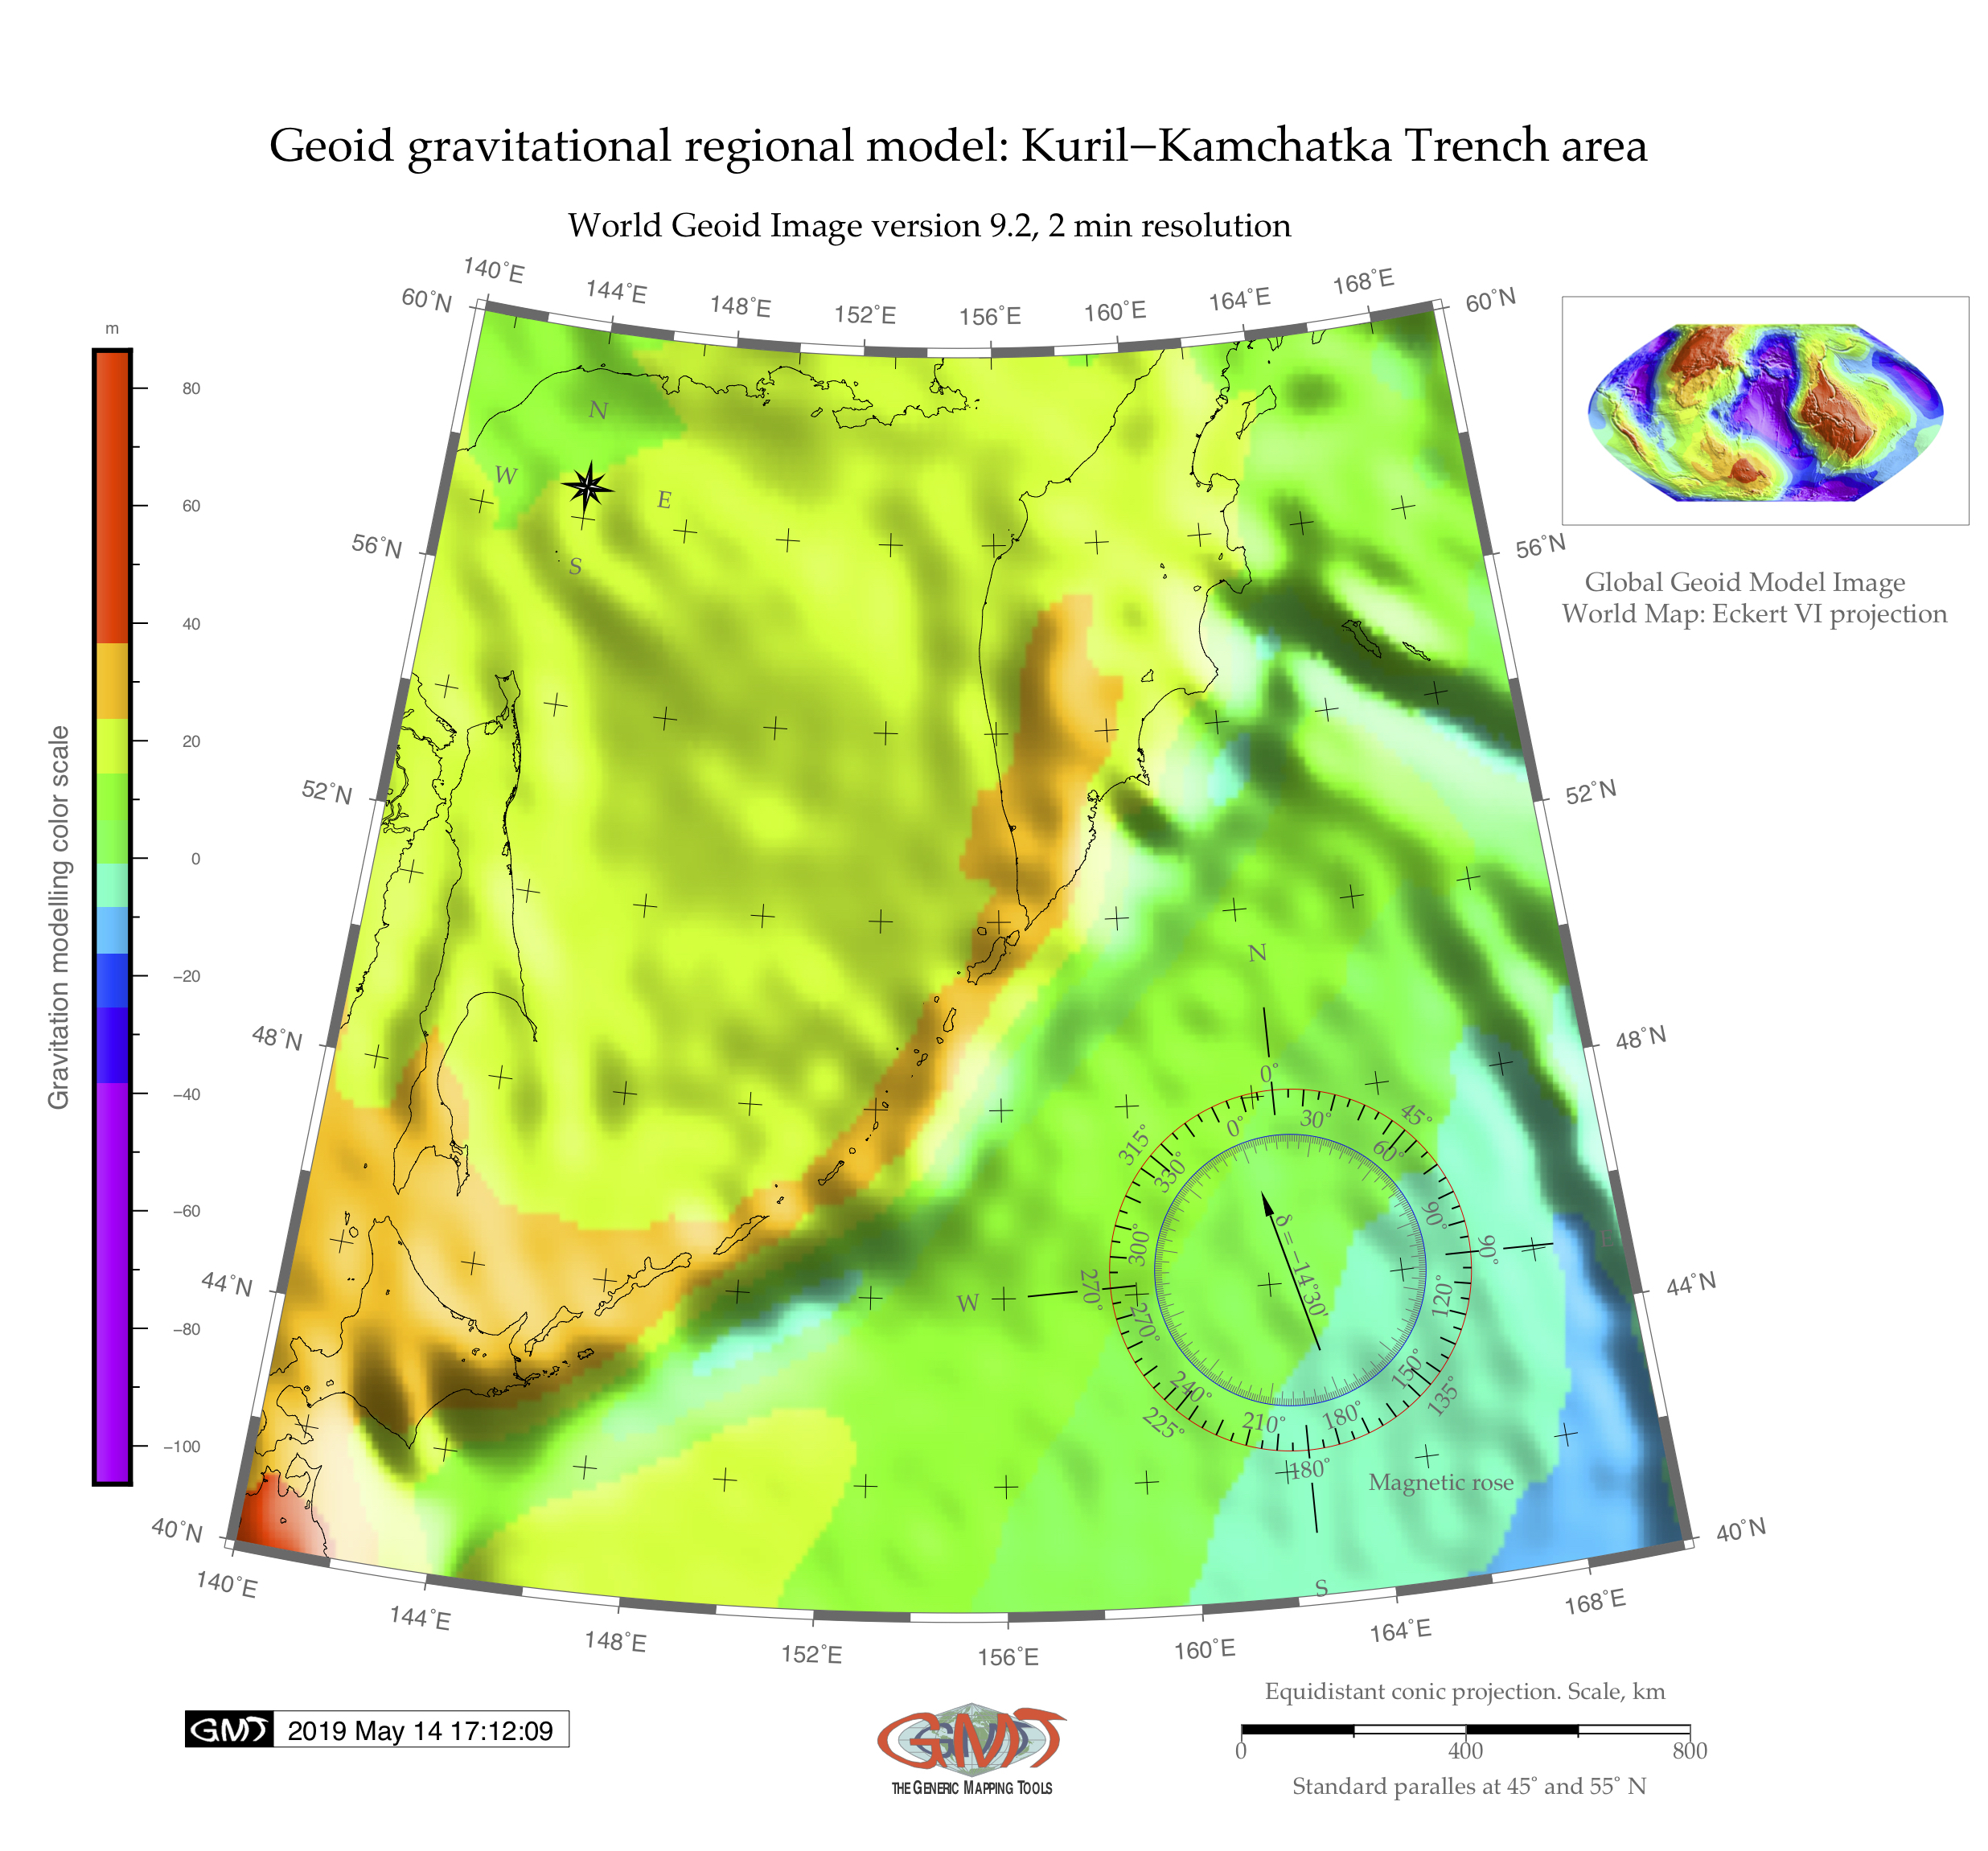 Geoid gravitational regional model: Kuril−Kamchatka Trench area
World Geoid Image version 9.2, 2 min resolution
140˚E
144˚E
148˚E
152˚E
156˚E
160˚E
164˚E
168˚E
60˚N
60˚N
56˚N
56˚N
52˚N
52˚N
48˚N
48˚N
44˚N
44˚N
40˚N
40˚N
140˚E
144˚E
148˚E
152˚E
156˚E
160˚E
164˚E
168˚E
m
80
60
40
20
0
−20
−40
−60
−80
−100
Gravitation modelling color scale
N
W
E
S
Global Geoid Model Image
World Map: Eckert VI projection
N
W
E
S
0˚
45˚
90˚
135˚
180˚
225˚
270˚
315˚
0˚
30˚
60˚
90˚
120˚
150˚
180˚
210˚
240˚
270˚
300˚
330˚
δ = −14˚30'
Magnetic rose
GMT 2019 May 14 17:12:09
GMT
THE GENERIC MAPPING TOOLS
Equidistant conic projection. Scale, km
0 400 800
Standard paralles at 45˚ and 55˚ N